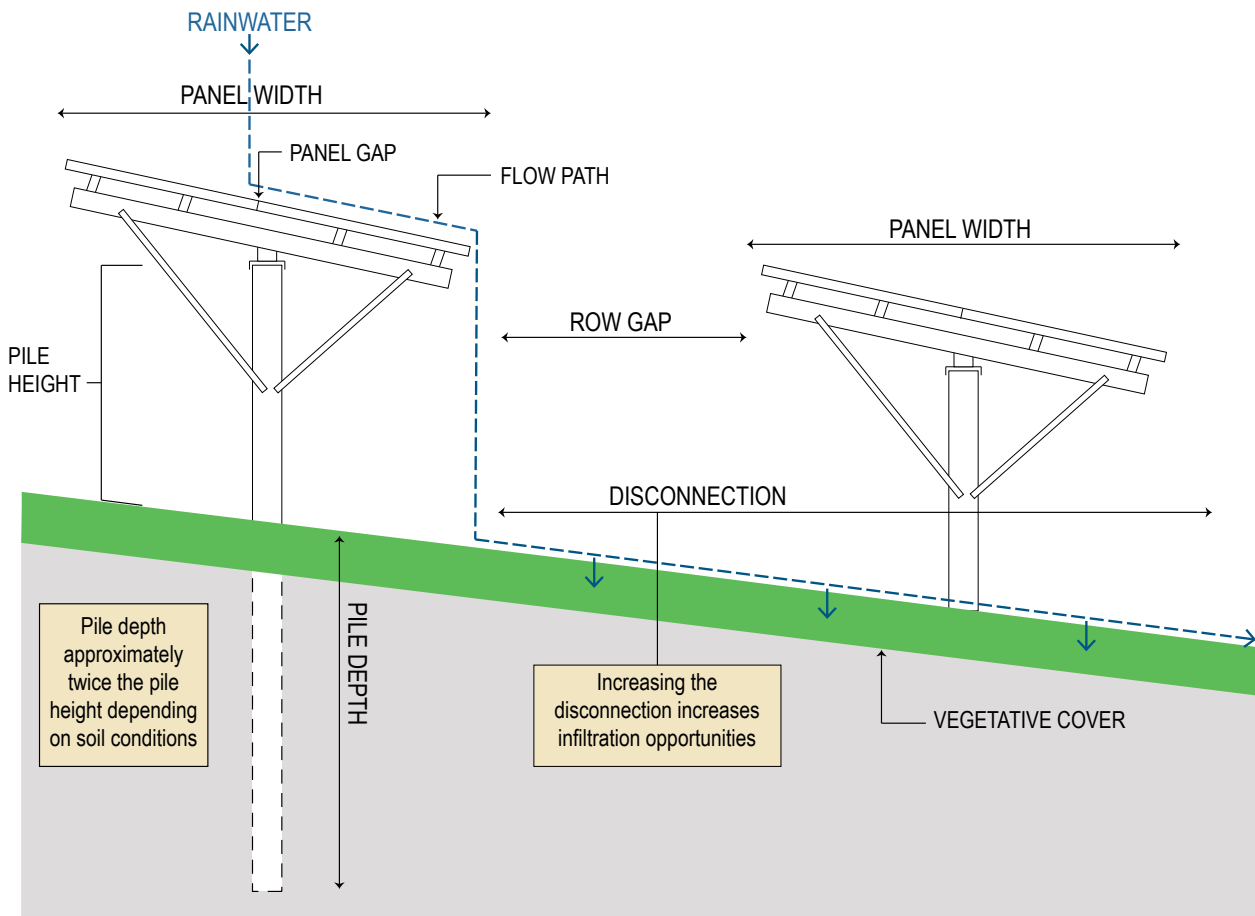 RAINWATER
PANEL WIDTH
PANEL GAP
FLOW PATH
PANEL WIDTH
ROW GAP
PILE
HEIGHT
DISCONNECTION
PILE DEPTH
Pile depth
approximately
twice the pile
height depending
on soil conditions
Increasing the
disconnection increases
infiltration opportunities
VEGETATIVE COVER